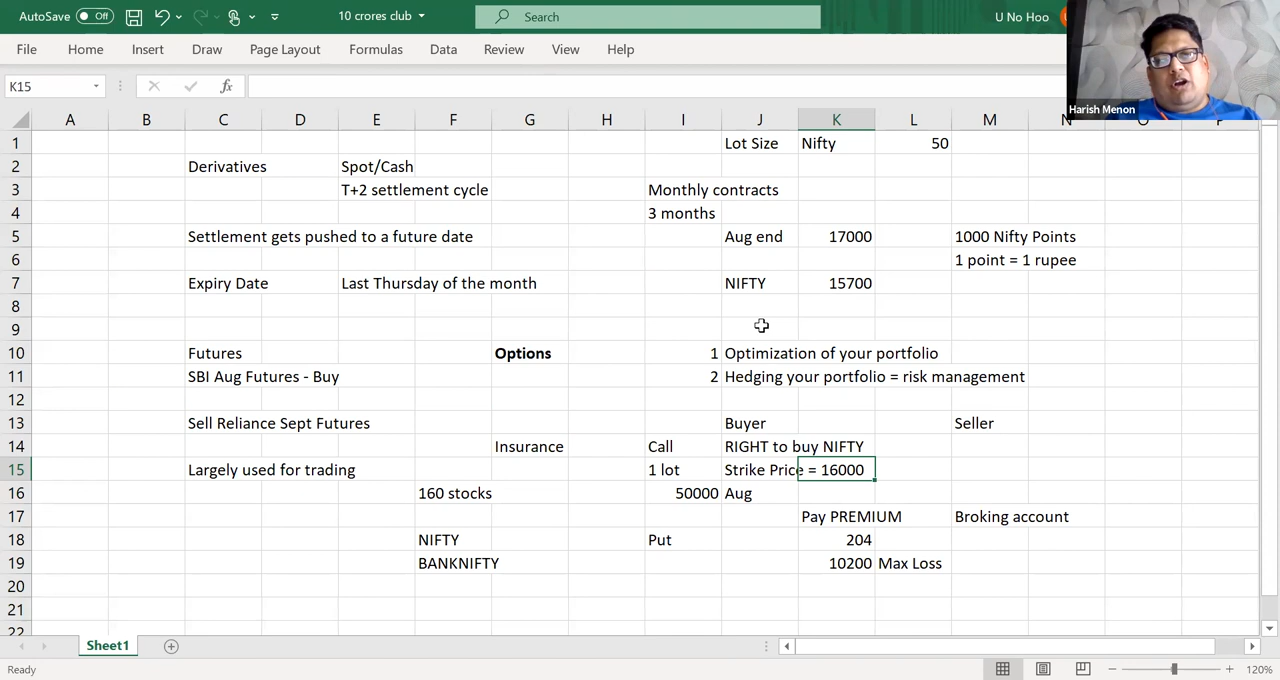 AutoSave Off 10 crores club Search U No Hoo
File Home Insert Draw Page Layout Formulas Data Review View Help
Harish Menon
K15 fx
A B C D E F G H I J K L M N
1 Lot Size Nifty 50
2 Derivatives Spot/Cash
3 T+2 settlement cycle Monthly contracts
4 3 months
5 Settlement gets pushed to a future date Aug end 17000 1000 Nifty Points
6 1 point = 1 rupee
7 Expiry Date Last Thursday of the month NIFTY 15700
8
9
10 Futures Options 1 Optimization of your portfolio
11 SBI Aug Futures - Buy 2 Hedging your portfolio = risk management
12
13 Sell Reliance Sept Futures Buyer Seller
14 Insurance Call RIGHT to buy NIFTY
15 Largely used for trading 1 lot Strike Price = 16000
16 160 stocks 50000 Aug
17 Pay PREMIUM Broking account
18 NIFTY Put 204
19 BANKNIFTY 10200 Max Loss
20
21
22
Sheet1
Ready 120%